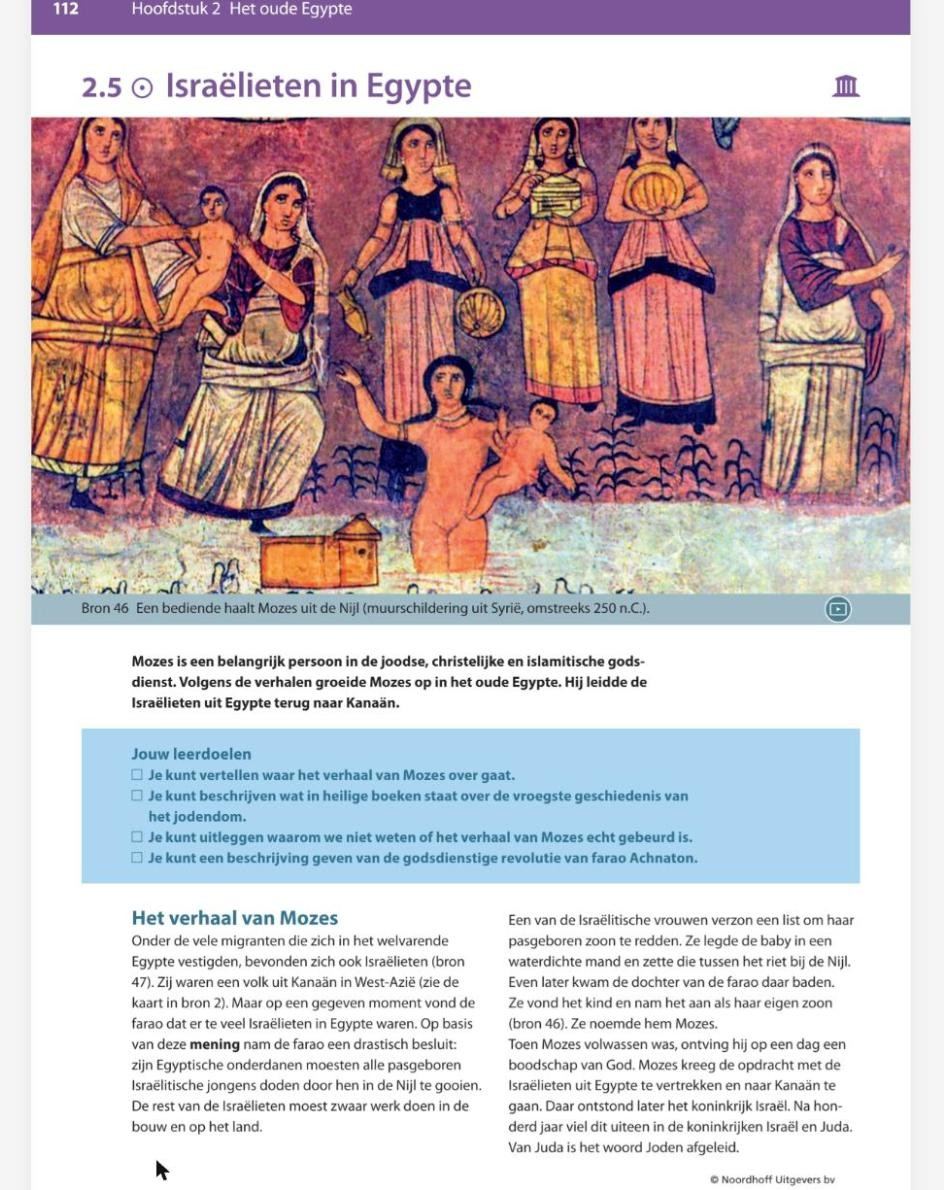 112 Hoofdstuk 2 Het oude Egypte
2.5 Israëlieten in Egypte
Bron 46 Een bediende haalt Mozes uit de Nijl (muurschildering uit Syrië, omstreeks 250 n.C.).
Mozes is een belangrijk persoon in de joodse, christelijke en islamitische gods-
dienst. Volgens de verhalen groeide Mozes op in het oude Egypte. Hij leidde de
Israëlieten uit Egypte terug naar Kanaän.
Jouw leerdoelen
☐ Je kunt vertellen waar het verhaal van Mozes over gaat.
☐ Je kunt beschrijven wat in heilige boeken staat over de vroegste geschiedenis van
het jodendom.
☐ Je kunt uitleggen waarom we niet weten of het verhaal van Mozes echt gebeurd is.
☐ Je kunt een beschrijving geven van de godsdienstige revolutie van farao Achnaton.
Het verhaal van Mozes
Onder de vele migranten die zich in het welvarende
Egypte vestigden, bevonden zich ook Israëlieten (bron
47). Zij waren een volk uit Kanaän in West-Azië (zie de
kaart in bron 2). Maar op een gegeven moment vond de
farao dat er te veel Israëlieten in Egypte waren. Op basis
van deze mening nam de farao een drastisch besluit:
zijn Egyptische onderdanen moesten alle pasgeboren
Israëlitische jongens doden door hen in de Nijl te gooien.
De rest van de Israëlieten moest zwaar werk doen in de
bouw en op het land.
Een van de Israëlitische vrouwen verzon een list om haar
pasgeboren zoon te redden. Ze legde de baby in een
waterdichte mand en zette die tussen het riet bij de Nijl.
Even later kwam de dochter van de farao daar baden.
Ze vond het kind en nam het aan als haar eigen zoon
(bron 46). Ze noemde hem Mozes.
Toen Mozes volwassen was, ontving hij op een dag een
boodschap van God. Mozes kreeg de opdracht met de
Israëlieten uit Egypte te vertrekken en naar Kanaän te
gaan. Daar ontstond later het koninkrijk Israël. Na hon-
derd jaar viel dit uiteen in de koninkrijken Israël en Juda.
Van Juda is het woord Joden afgeleid.
© Noordhoff Uitgevers bv